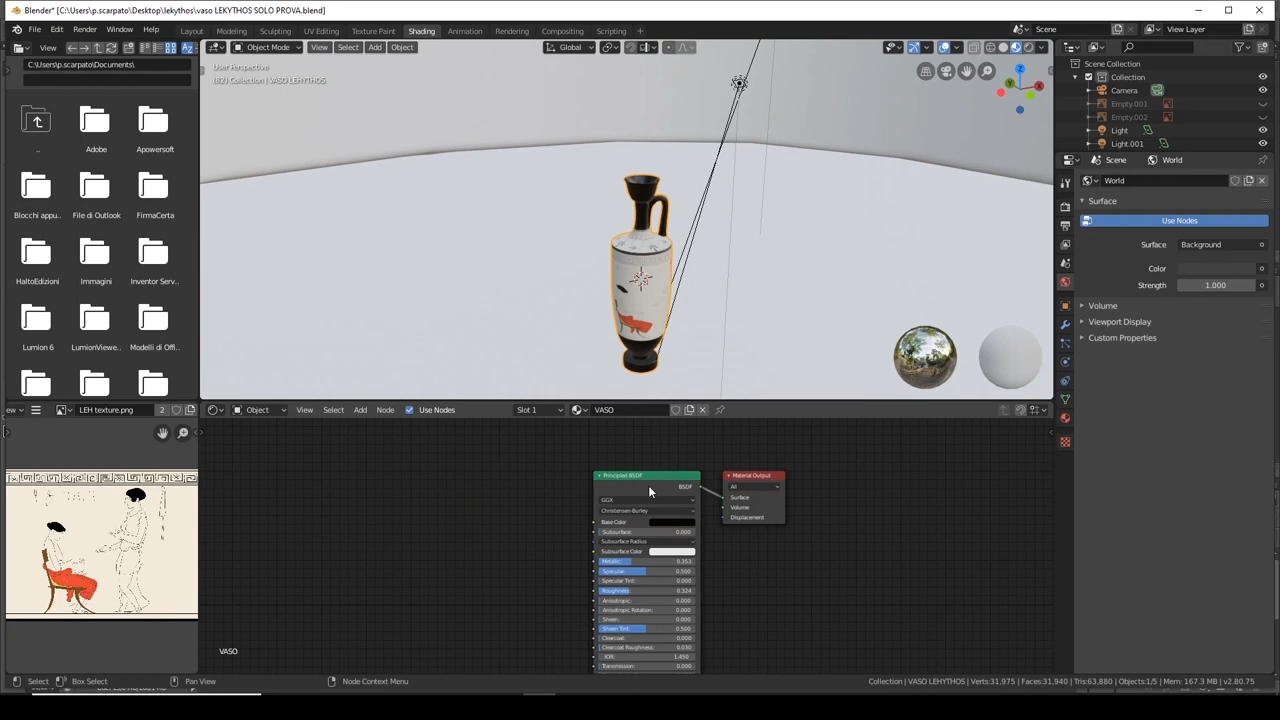 Blender* [C:\Users\p.scarpato\Desktop\lekythos\vaso LEKYTHOS SOLO PROVA.blend]
File Edit Render Window Help
Layout Modeling Sculpting UV Editing Texture Paint Shading Animation Rendering Compositing Scripting +
Scene
View Layer
View
Object Mode View Select Add Object
Global
C:\Users\p.scarpato\Documents\
User Perspective
(82) Collection | VASO LEHYTHOS
..
Adobe
Apowersoft
Blocchi appu..
File di Outlook
FirmaCerta
HaltoEdizioni
Immagini
Inventor Serv..
Lumion 6
LumionViewe..
Modelli di Offi..
X
Y
Z
Scene Collection
Collection
Camera
Empty.001
Empty.002
Light
Light.001
Scene
World
World
Surface
Use Nodes
Surface Background
Color
Strength 1.000
Volume
Viewport Display
Custom Properties
ew
LEH texture.png 2
Object View Select Add Node Use Nodes Slot 1 VASO
Principled BSDF
BSDF
GGX
Christensen-Burley
Base Color
Subsurface: 0.000
Subsurface Radius
Subsurface Color
Metallic: 0.353
Specular: 0.500
Specular Tint: 0.000
Roughness: 0.324
Anisotropic: 0.000
Anisotropic Rotation: 0.000
Sheen: 0.000
Sheen Tint: 0.500
Clearcoat: 0.000
Clearcoat Roughness: 0.030
IOR: 1.450
Transmission: 0.000
Material Output
All
Surface
Volume
Displacement
VASO
Select Box Select Pan View Node Context Menu
Collection | VASO LEHYTHOS | Verts:31,975 | Faces:31,940 | Tris:63,880 | Objects:1/5 | Mem: 167.3 MB | v2.80.75